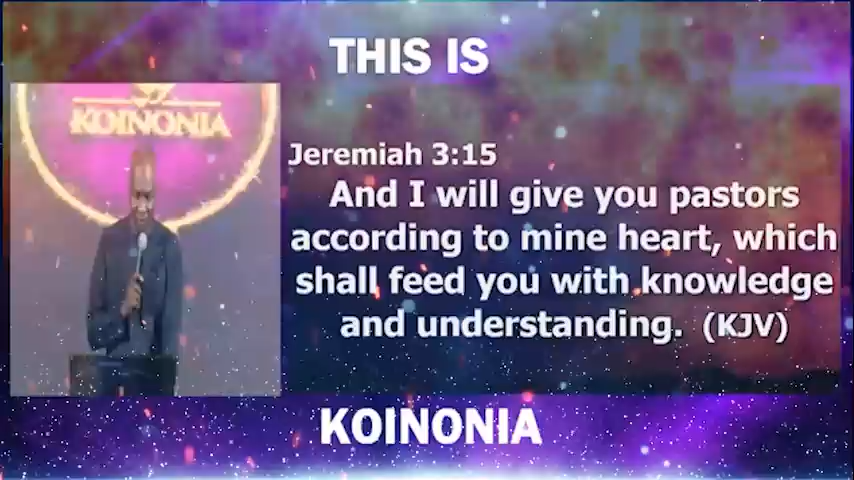 THIS IS
KOINONIA
Jeremiah 3:15
And I will give you pastors
according to mine heart, which
shall feed you with knowledge
and understanding. (KJV)
KOINONIA